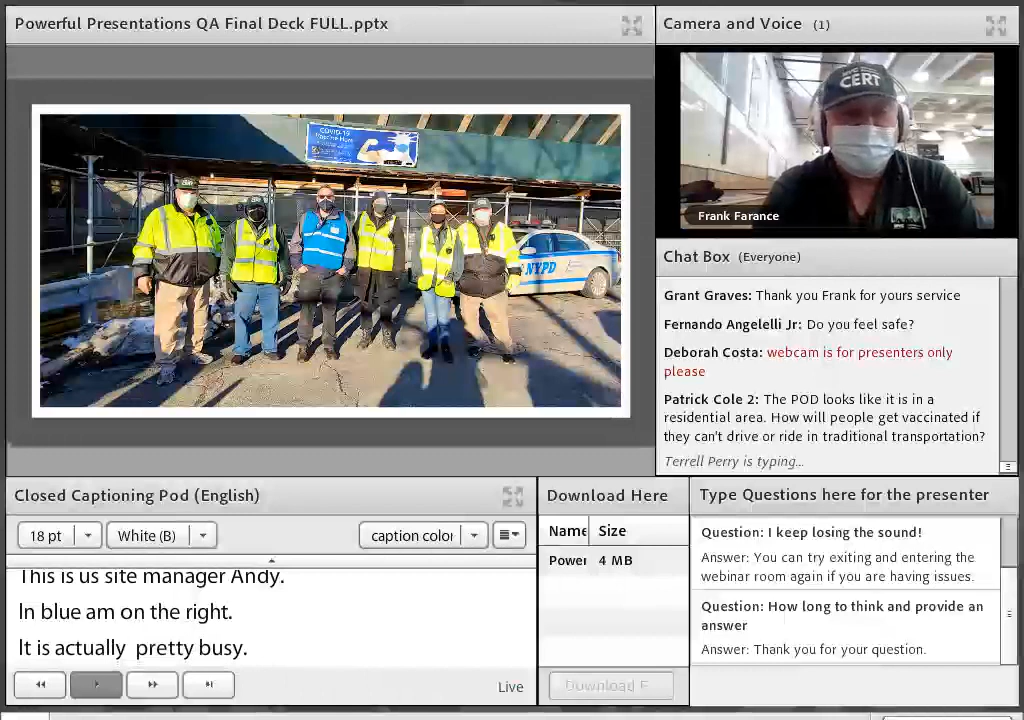 Powerful Presentations QA Final Deck FULL.pptx
COVID-19
Vaccine Here
NYPD
Camera and Voice (1)
CERT
Frank Farance
Chat Box (Everyone)
Grant Graves: Thank you Frank for yours service
Fernando Angelelli Jr: Do you feel safe?
Deborah Costa: webcam is for presenters only
please
Patrick Cole 2: The POD looks like it is in a
residential area. How will people get vaccinated if
they can't drive or ride in traditional transportation?
Terrell Perry is typing...
Closed Captioning Pod (English)
18 pt
White (B)
caption color
This is us site manager Andy.
In blue am on the right.
It is actually pretty busy.
Live
Download Here
Name Size
Power 4 MB
Download F
Type Questions here for the presenter
Question: I keep losing the sound!
Answer: You can try exiting and entering the
webinar room again if you are having issues.
Question: How long to think and provide an
answer
Answer: Thank you for your question.